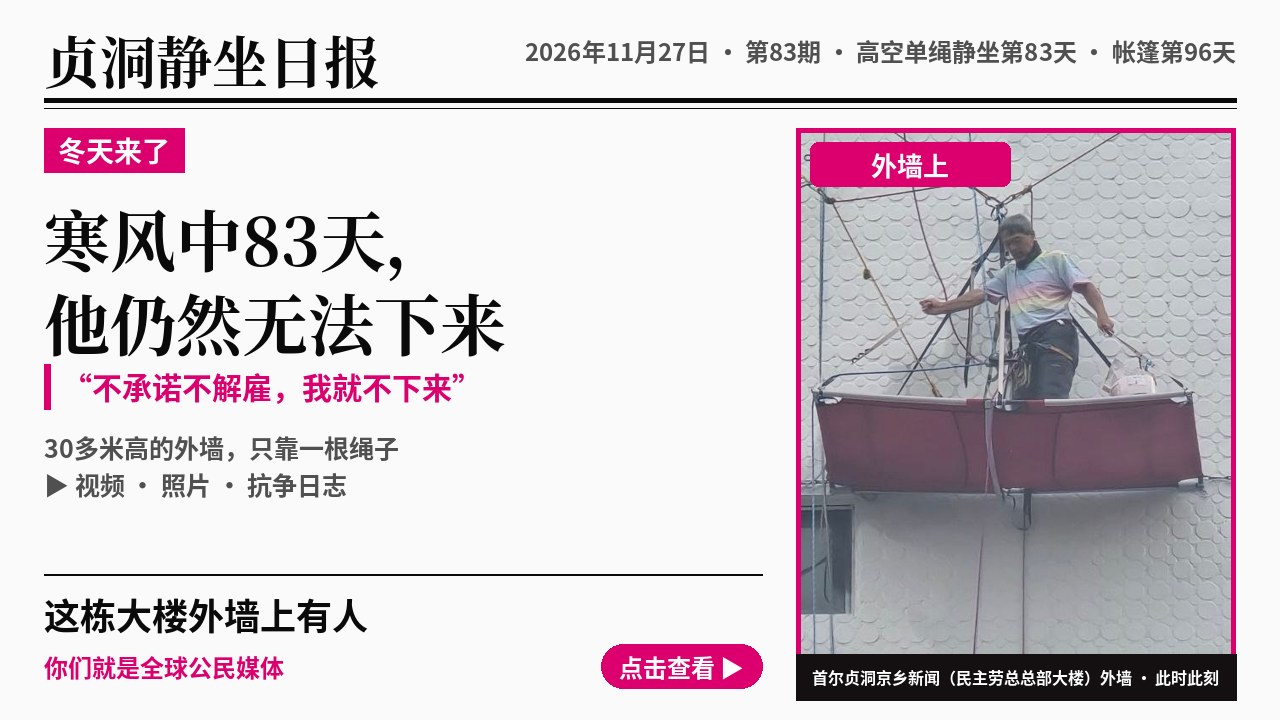 贞洞静坐日报
2026年11月27日 • 第83期 • 高空单绳静坐第83天 • 帐篷第96天
冬天来了
寒风中83天,
他仍然无法下来
“不承诺不解雇，我就不下来”
30多米高的外墙，只靠一根绳子
▶ 视频 • 照片 • 抗争日志
这栋大楼外墙上有人
你们就是全球公民媒体
点击查看 ▶
外墙上
首尔贞洞京乡新闻（民主劳总总部大楼）外墙 • 此时此刻